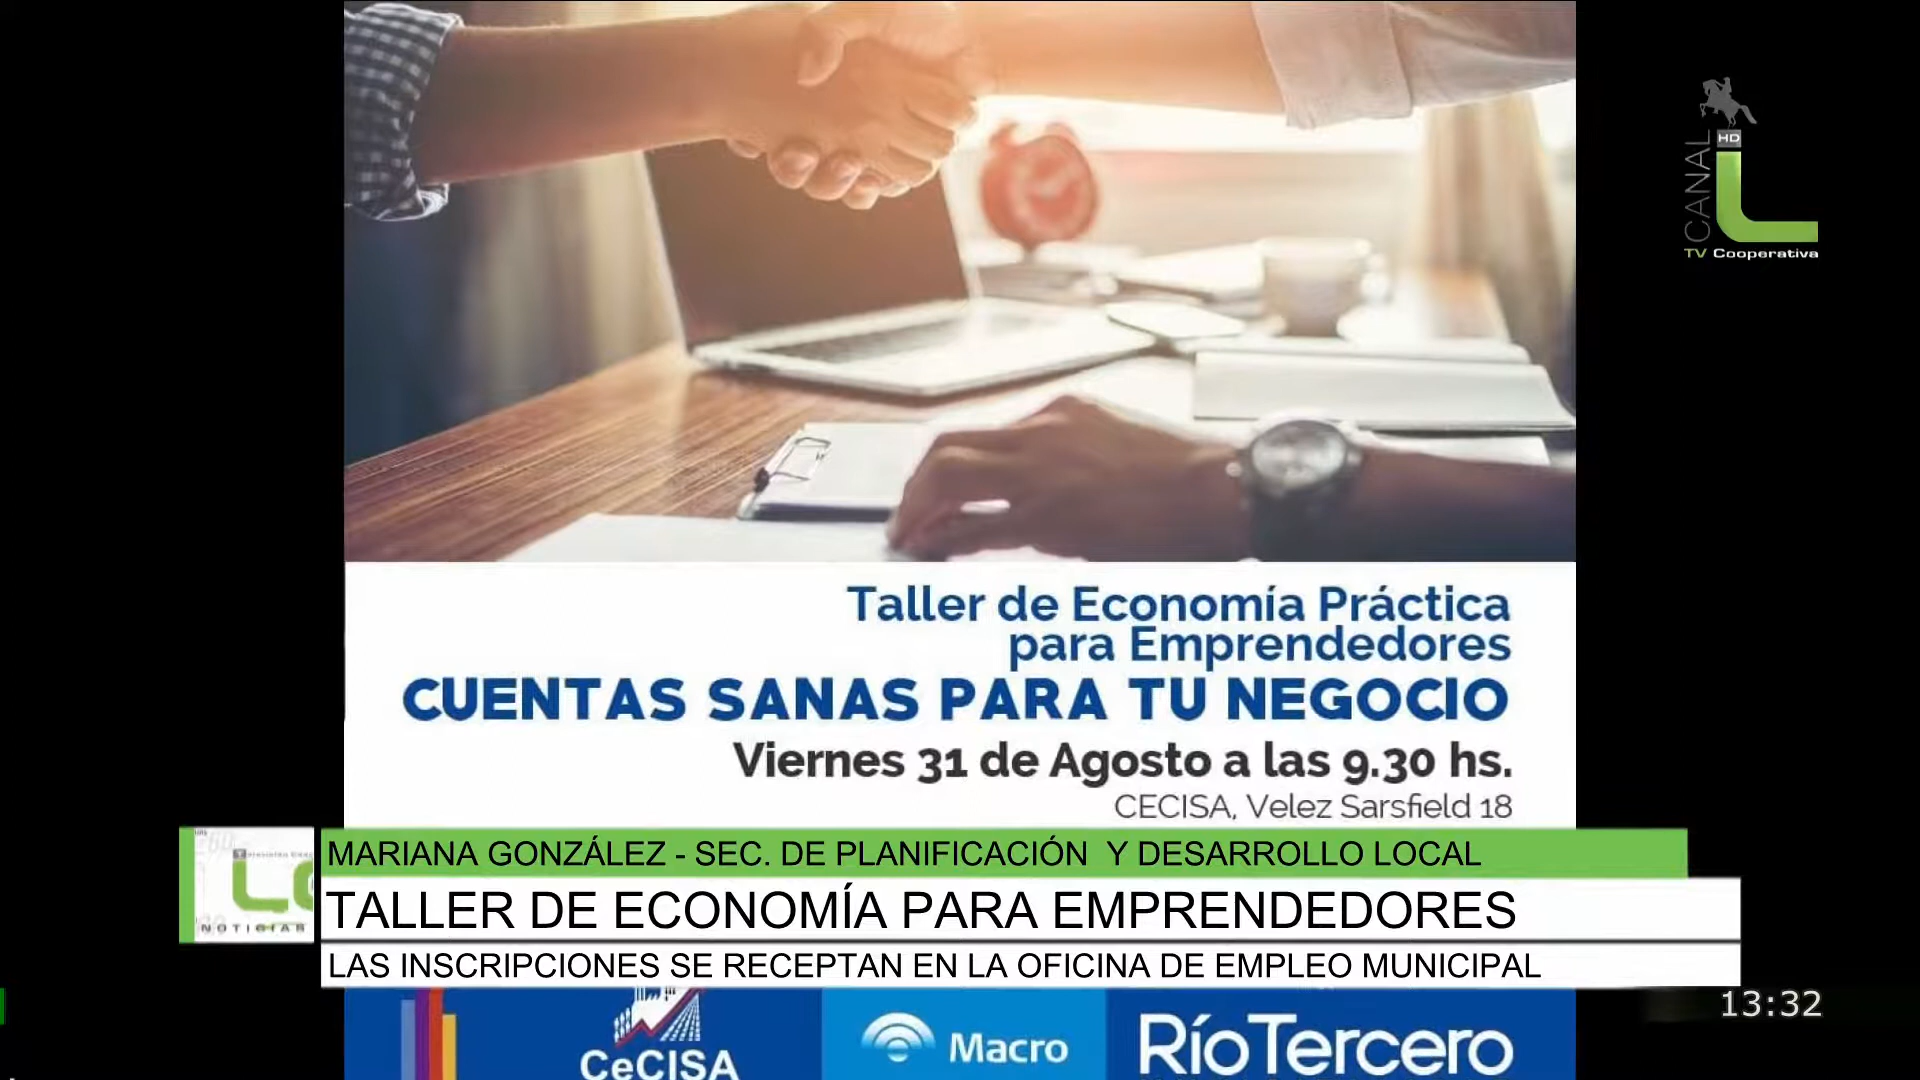 CANAL
HD
TV Cooperativa
Taller de Economía Práctica
para Emprendedores
CUENTAS SANAS PARA TU NEGOCIO
Viernes 31 de Agosto a las 9.30 hs.
CECISA, Velez Sarsfield 18
MARIANA GONZÁLEZ - SEC. DE PLANIFICACIÓN Y DESARROLLO LOCAL
TALLER DE ECONOMÍA PARA EMPRENDEDORES
NOTICIAS
LAS INSCRIPCIONES SE RECEPTAN EN LA OFICINA DE EMPLEO MUNICIPAL
13:32
CeCISA
Macro
RíoTercero